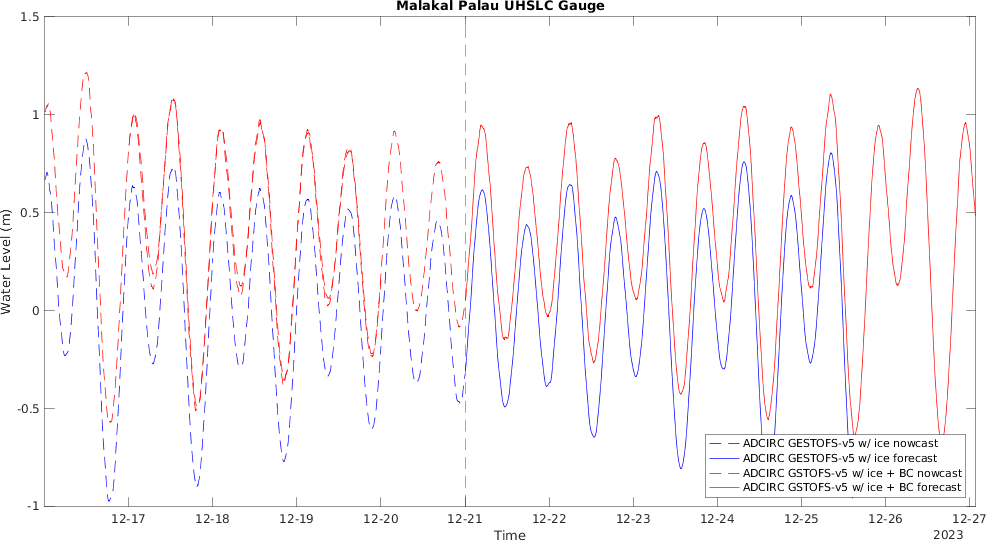 Malakal Palau UHSLC Gauge
1.5
1
0.5
0
-0.5
-1
Water Level (m)
ADCIRC GESTOFS-v5 w/ ice nowcast
ADCIRC GESTOFS-v5 w/ ice forecast
ADCIRC GSTOFS-v5 w/ ice + BC nowcast
ADCIRC GSTOFS-v5 w/ ice + BC forecast
12-17 12-18 12-19 12-20 12-21 12-22 12-23 12-24 12-25 12-26 12-27
Time
2023